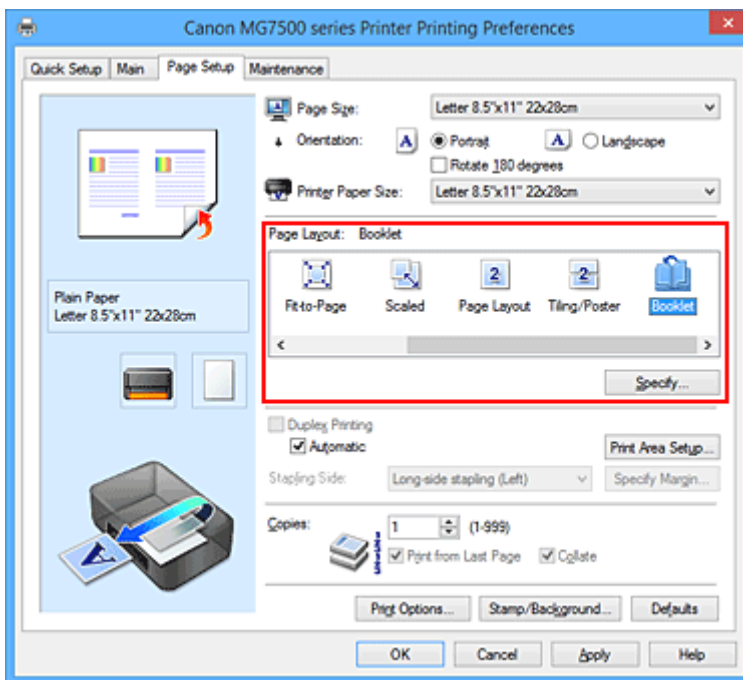 Canon MG7500 series Printer Printing Preferences
Quick Setup Main Page Setup Maintenance
Page Size: Letter 8.5"x11" 22x28cm
Orientation: A Portrait A Landscape
Rotate 180 degrees
Printer Paper Size: Letter 8.5"x11" 22x28cm
Page Layout: Booklet
2 2
Fit-to-Page Scaled Page Layout Tiling/Poster Booklet
Specify...
Plain Paper
Letter 8.5"x11" 22x28cm
Duplex Printing
Automatic Print Area Setup...
Stapling Side: Long-side stapling (Left) Specify Margin...
Copies: 1 (1-999)
Print from Last Page Collate
A
Print Options... Stamp/Background... Defaults
OK Cancel Apply Help